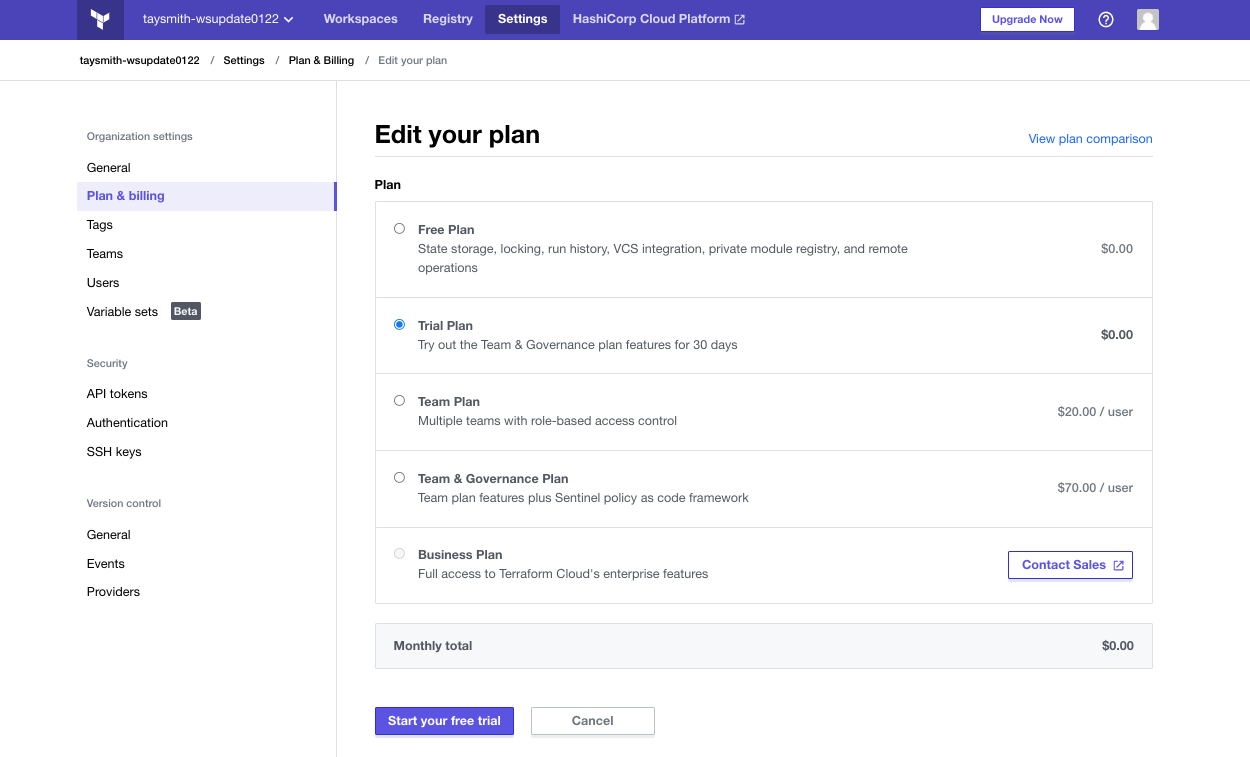 taysmith-wsupdate0122 Workspaces Registry Settings HashiCorp Cloud Platform Upgrade Now
taysmith-wsupdate0122 / Settings / Plan & Billing / Edit your plan
Organization settings
General
Plan & billing
Tags
Teams
Users
Variable sets Beta
Security
API tokens
Authentication
SSH keys
Version control
General
Events
Providers
Edit your plan
View plan comparison
Plan
Free Plan
State storage, locking, run history, VCS integration, private module registry, and remote
operations
$0.00
Trial Plan
Try out the Team & Governance plan features for 30 days
$0.00
Team Plan
Multiple teams with role-based access control
$20.00 / user
Team & Governance Plan
Team plan features plus Sentinel policy as code framework
$70.00 / user
Business Plan
Full access to Terraform Cloud's enterprise features
Contact Sales
Monthly total $0.00
Start your free trial Cancel